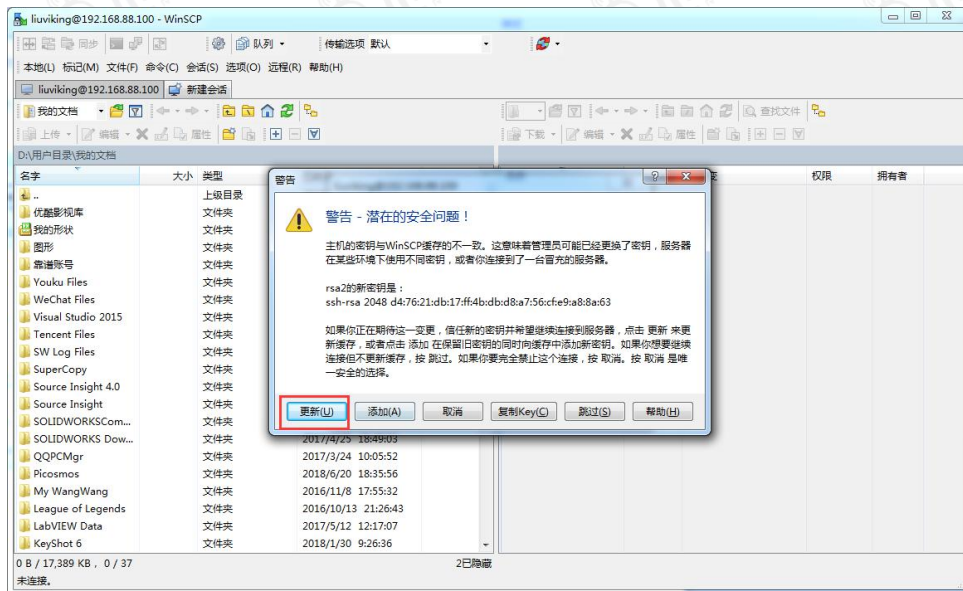 liuviking@192.168.88.100 - WinSCP
同步 队列 传输选项 默认
本地(L) 标记(M) 文件(F) 命令(C) 会话(S) 选项(O) 远程(R) 帮助(H)
liuviking@192.168.88.100 新建会话
我的文档 查找文件
上传 编辑 属性 下载 编辑 属性
D:\用户目录\我的文档
名字 大小 类型 权限 拥有者
.. 上级目录
优酷影视库 文件夹
我的形状 文件夹
图形 文件夹
靠谱账号 文件夹
Youku Files 文件夹
WeChat Files 文件夹
Visual Studio 2015 文件夹
Tencent Files 文件夹
SW Log Files 文件夹
SuperCopy 文件夹
Source Insight 4.0 文件夹
Source Insight 文件夹
SOLIDWORKSCom... 文件夹
SOLIDWORKS Dow... 文件夹 2017/4/25 18:49:03
QQPCMgr 文件夹 2017/3/24 10:05:52
Picosmos 文件夹 2018/6/20 18:35:56
My WangWang 文件夹 2016/11/8 17:55:32
League of Legends 文件夹 2016/10/13 21:26:43
LabVIEW Data 文件夹 2017/5/12 12:17:07
KeyShot 6 文件夹 2018/1/30 9:26:36
警告
警告 - 潜在的安全问题！
主机的密钥与WinSCP缓存的不一致。这意味着管理员可能已经更换了密钥，服务器
在某些环境下使用不同密钥，或者你连接到了一台冒充的服务器。
rsa2的新密钥是：
ssh-rsa 2048 d4:76:21:db:17:ff:4b:db:d8:a7:56:cf:e9:a8:8a:63
如果你正在期待这一变更，信任新的密钥并希望继续连接到服务器，点击 更新 来更
新缓存，或者点击 添加 在保留旧密钥的同时向缓存中添加新密钥。如果你想要继续
连接但不更新缓存，按 跳过。如果你要完全禁止这个连接，按 取消。按 取消 是唯
一安全的选择。
更新(U) 添加(A) 取消 复制Key(C) 跳过(S) 帮助(H)
0 B / 17,389 KB， 0 / 37 2已隐藏
未连接。